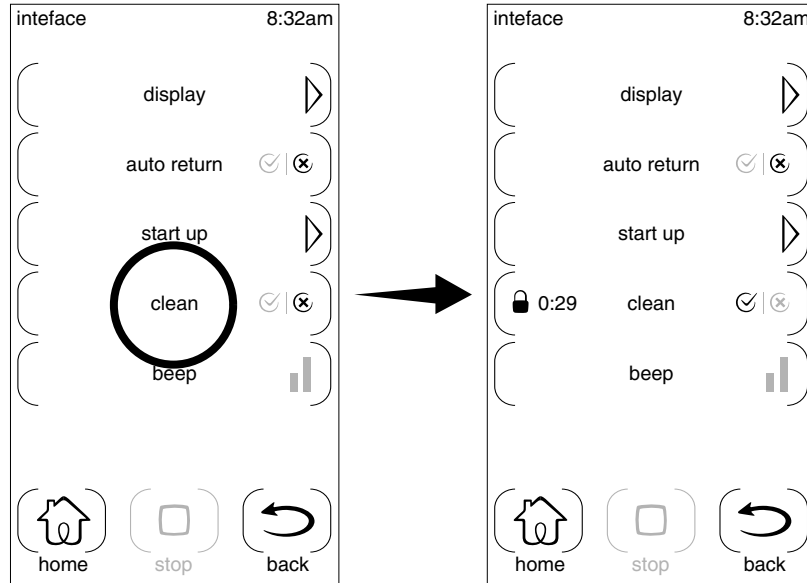 inteface 8:32am
display
auto return
start up
clean
beep
home stop back
inteface 8:32am
display
auto return
start up
0:29 clean
beep
home stop back